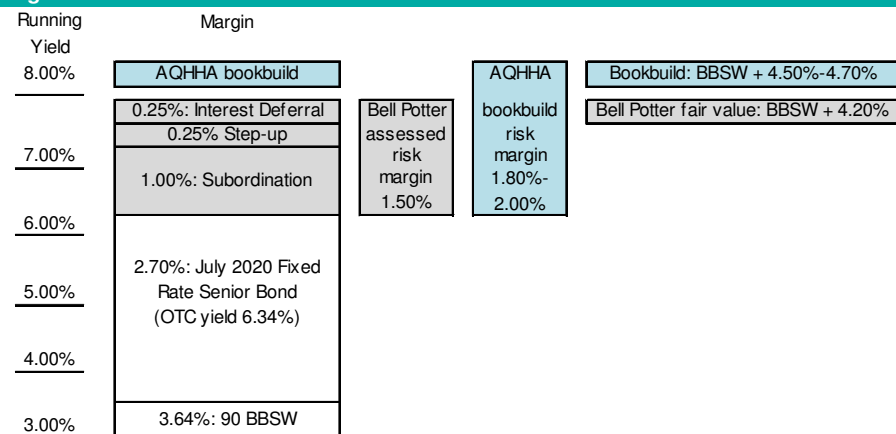 Running
Yield
Margin
8.00%
AQHHA bookbuild
AQHHA
Bookbuild: BBSW + 4.50%-4.70%
0.25%: Interest Deferral
Bell Potter
bookbuild
Bell Potter fair value: BBSW + 4.20%
0.25% Step-up
assessed
risk
7.00%
risk
margin
1.00%: Subordination
margin
1.80%-
1.50%
2.00%
6.00%
2.70%: July 2020 Fixed
5.00%
Rate Senior Bond
(OTC yield 6.34%)
4.00%
3.64%: 90 BBSW
3.00%